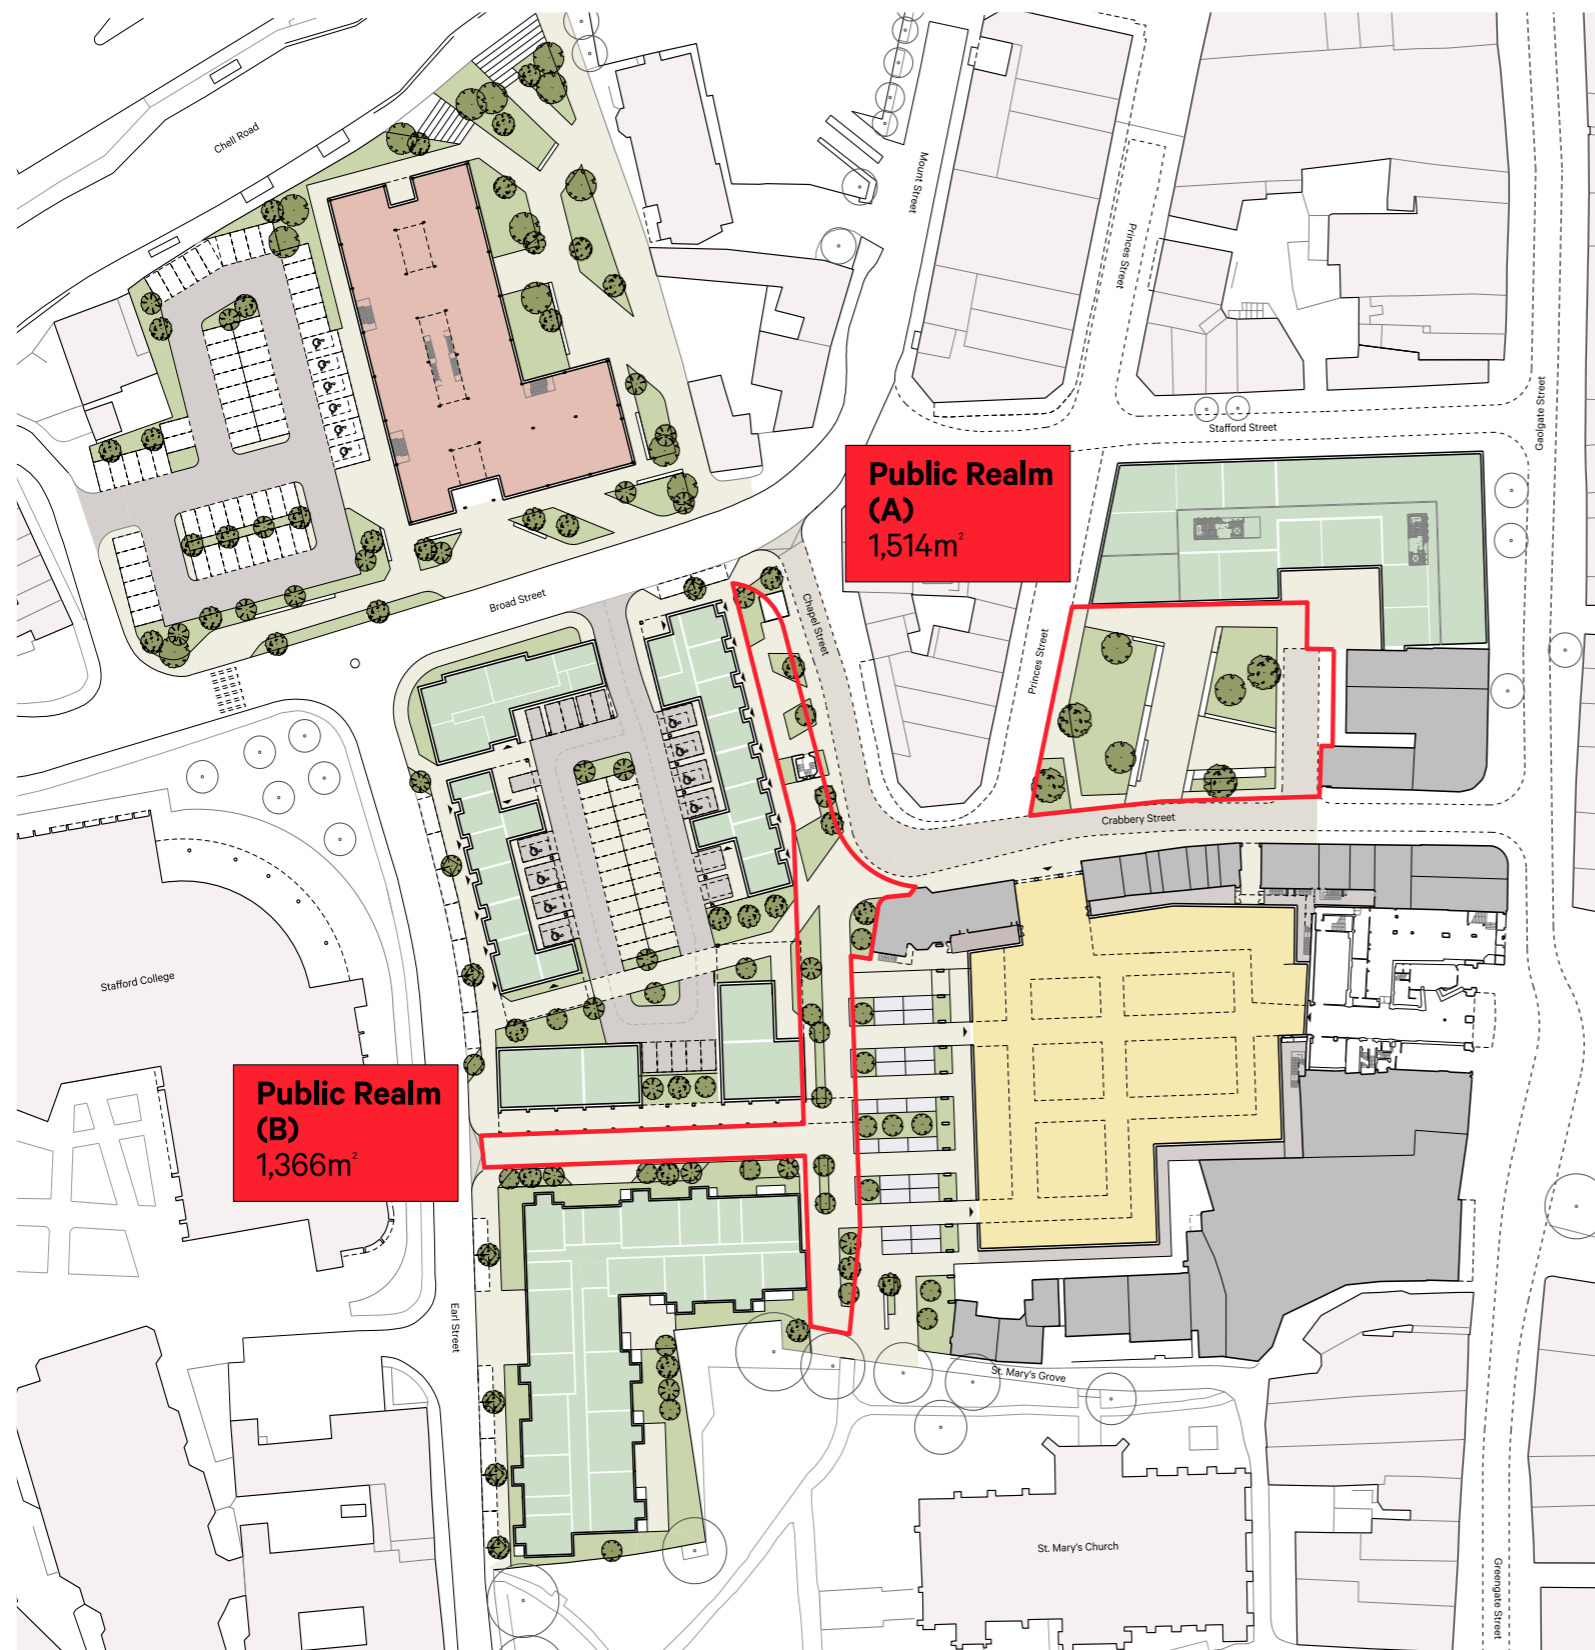 Chell Road
Mount Street
Princes Street
Gaolgate Street
Stafford Street
Public Realm
(A)
1,514m²
Broad Street
Chapel Street
Princes Street
Crabbery Street
Stafford College
Public Realm
(B)
1,366m²
Earl Street
St. Mary's Grove
St. Mary's Church
Greengate Street